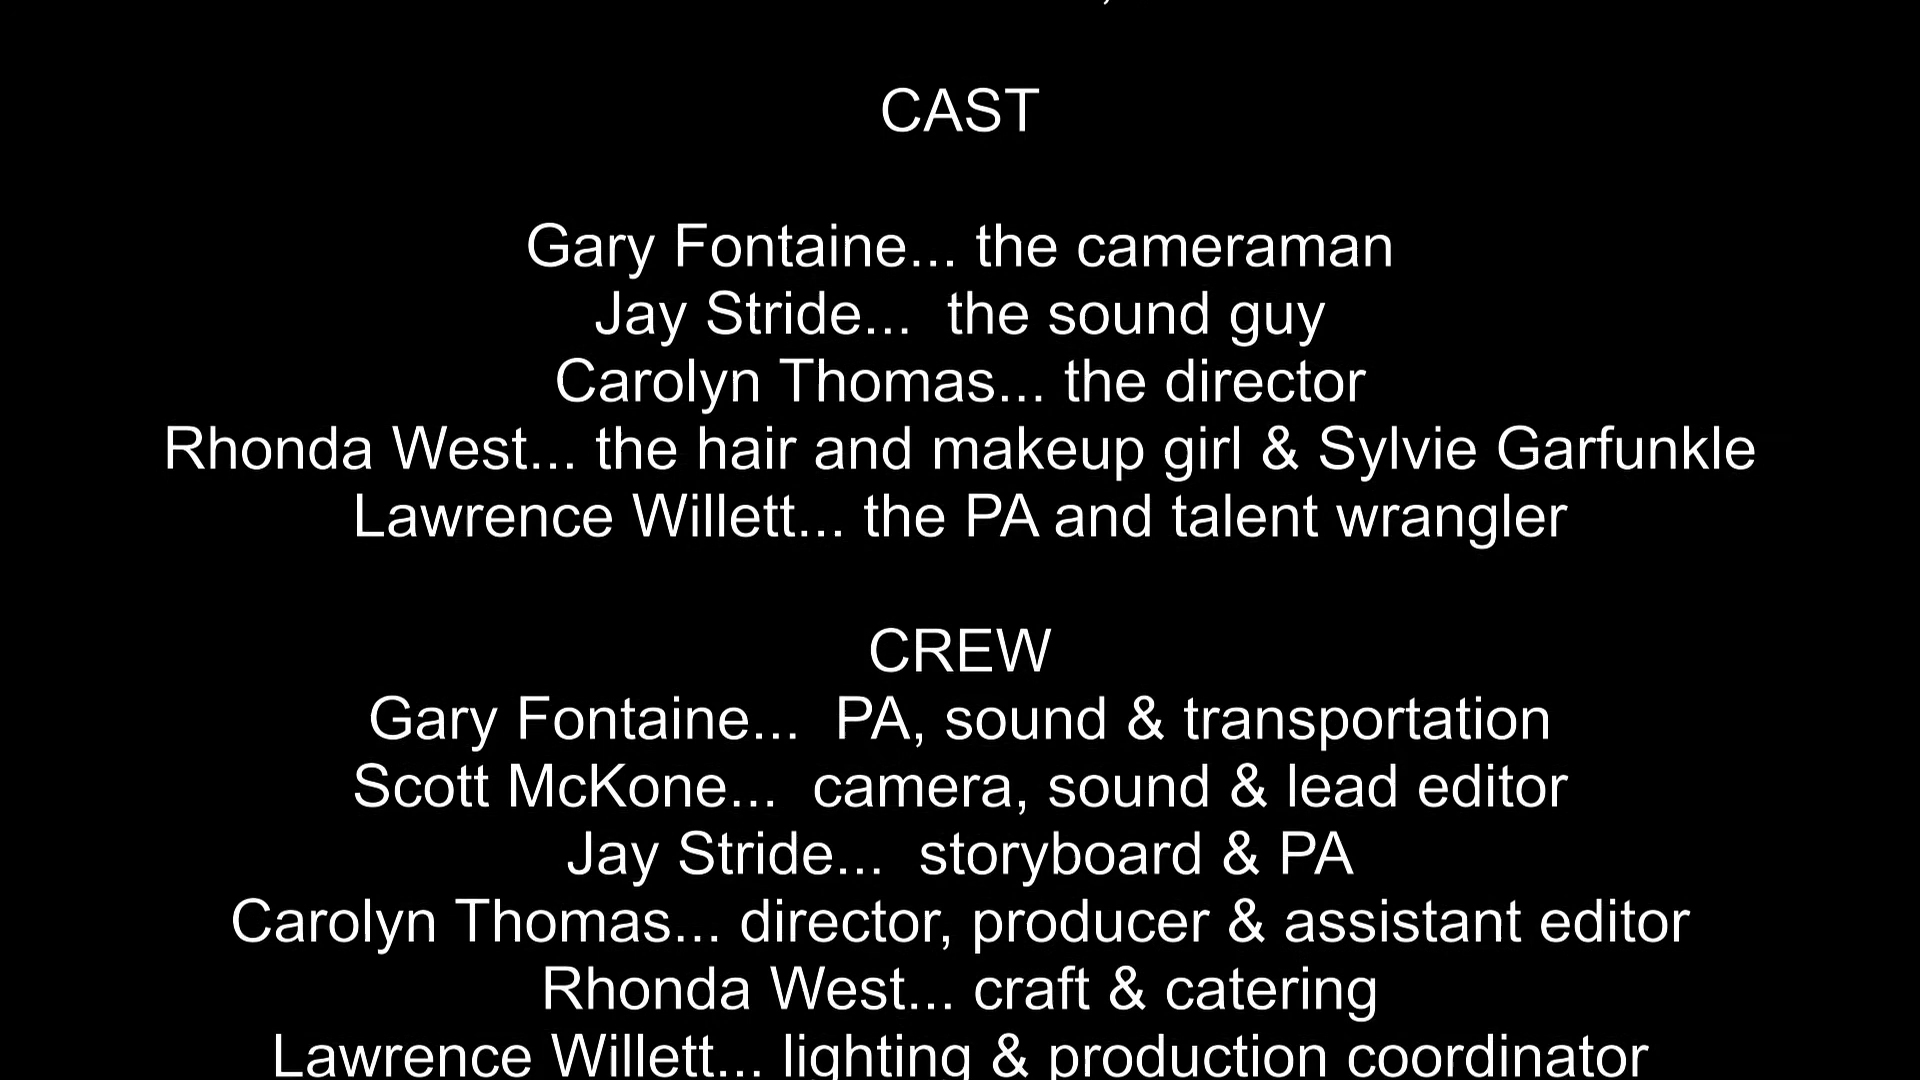 CAST
Gary Fontaine... the cameraman
Jay Stride...  the sound guy
Carolyn Thomas... the director
Rhonda West... the hair and makeup girl & Sylvie Garfunkle
Lawrence Willett... the PA and talent wrangler
CREW
Gary Fontaine...  PA, sound & transportation
Scott McKone...  camera, sound & lead editor
Jay Stride...  storyboard & PA
Carolyn Thomas... director, producer & assistant editor
Rhonda West... craft & catering
Lawrence Willett... lighting & production coordinator